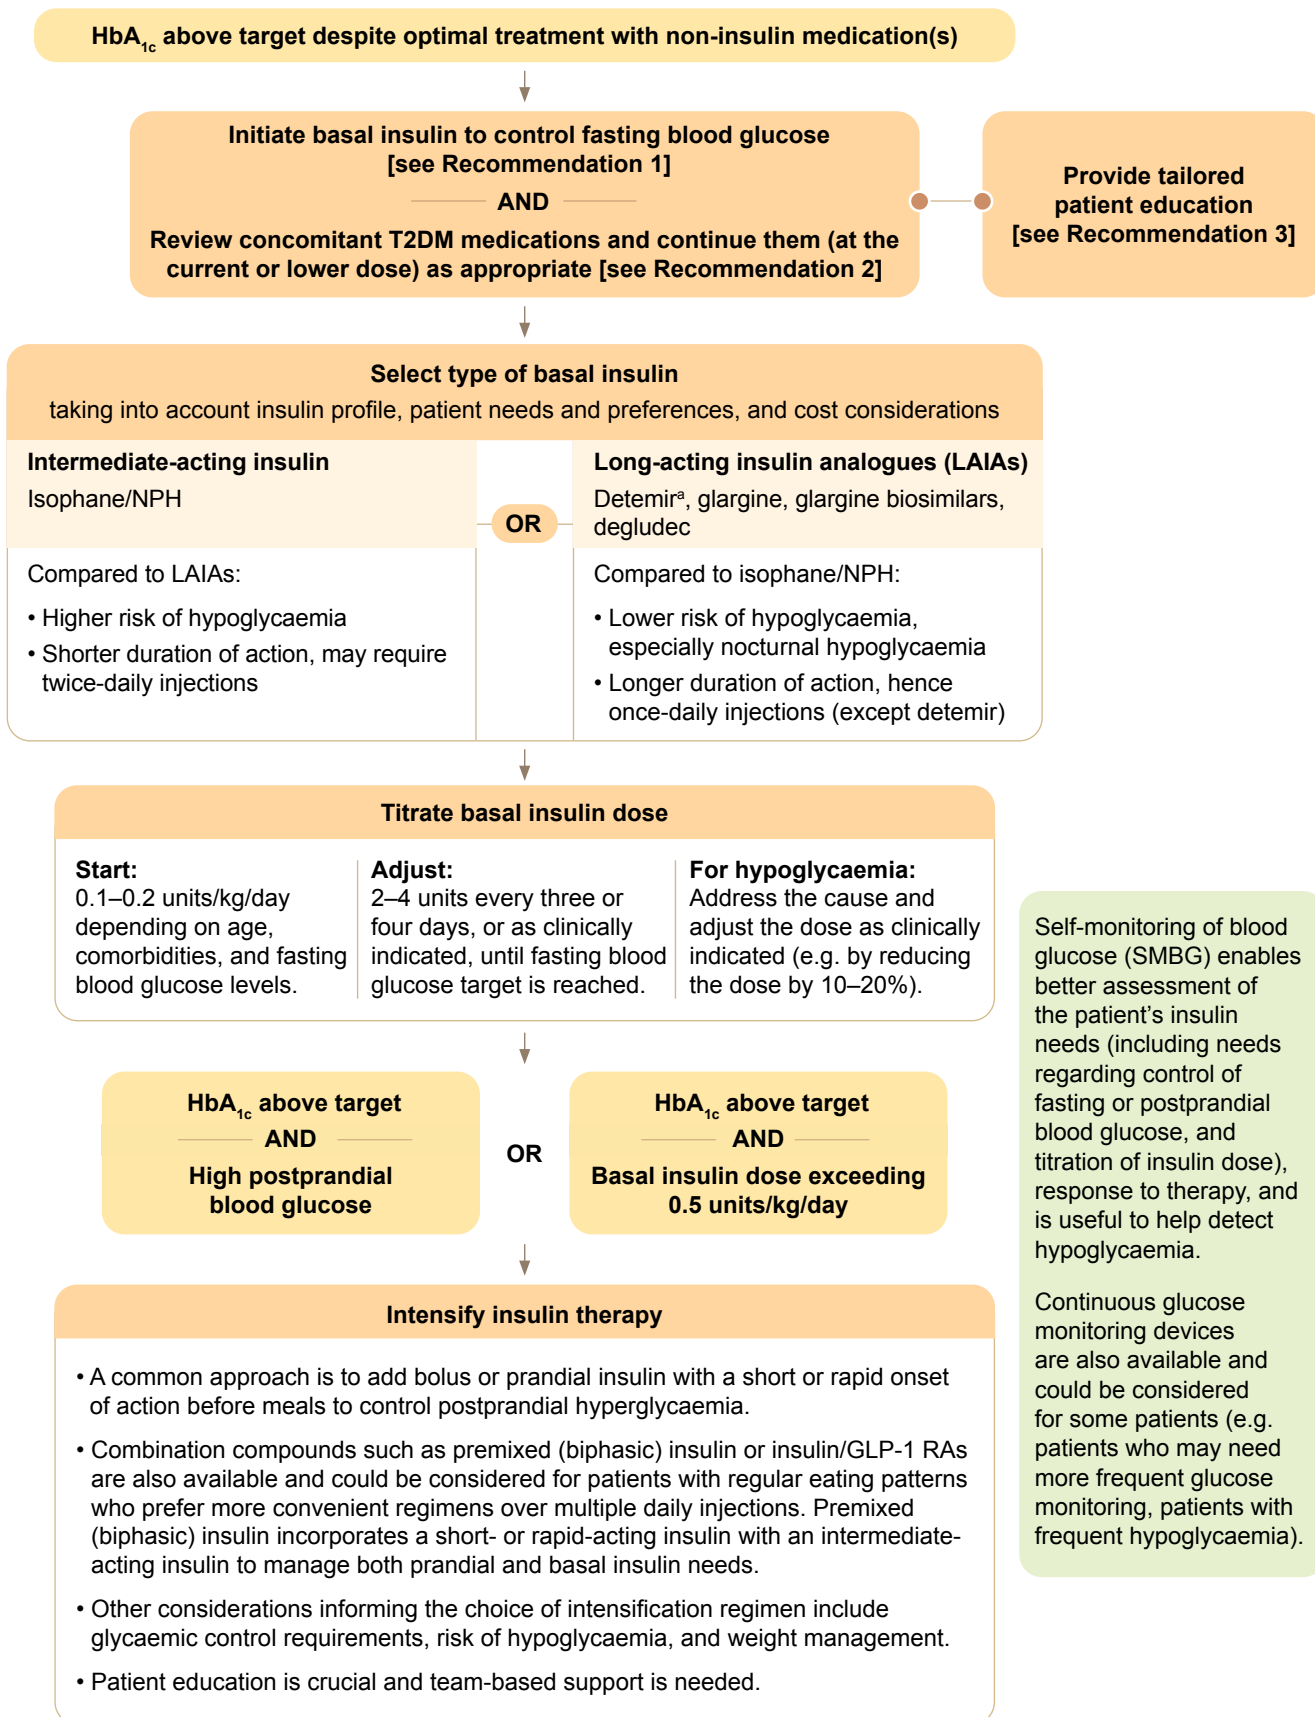 HbA1c above target despite optimal treatment with non-insulin medication(s)
Initiate basal insulin to control fasting blood glucose
[see Recommendation 1]
AND
Review concomitant T2DM medications and continue them (at the
current or lower dose) as appropriate [see Recommendation 2]
Provide tailored
patient education
[see Recommendation 3]
Select type of basal insulin
taking into account insulin profile, patient needs and preferences, and cost considerations
Intermediate-acting insulin
Isophane/NPH
Compared to LAIAs:
• Higher risk of hypoglycaemia
• Shorter duration of action, may require
twice-daily injections
OR
Long-acting insulin analogues (LAIAs)
Detemirᵃ, glargine, glargine biosimilars,
degludec
Compared to isophane/NPH:
• Lower risk of hypoglycaemia,
especially nocturnal hypoglycaemia
• Longer duration of action, hence
once-daily injections (except detemir)
Titrate basal insulin dose
Start:
0.1–0.2 units/kg/day
depending on age,
comorbidities, and fasting
blood glucose levels.
Adjust:
2–4 units every three or
four days, or as clinically
indicated, until fasting blood
glucose target is reached.
For hypoglycaemia:
Address the cause and
adjust the dose as clinically
indicated (e.g. by reducing
the dose by 10–20%).
HbA1c above target
AND
High postprandial
blood glucose
OR
HbA1c above target
AND
Basal insulin dose exceeding
0.5 units/kg/day
Intensify insulin therapy
• A common approach is to add bolus or prandial insulin with a short or rapid onset
of action before meals to control postprandial hyperglycaemia.
• Combination compounds such as premixed (biphasic) insulin or insulin/GLP-1 RAs
are also available and could be considered for patients with regular eating patterns
who prefer more convenient regimens over multiple daily injections. Premixed
(biphasic) insulin incorporates a short- or rapid-acting insulin with an intermediate-
acting insulin to manage both prandial and basal insulin needs.
• Other considerations informing the choice of intensification regimen include
glycaemic control requirements, risk of hypoglycaemia, and weight management.
• Patient education is crucial and team-based support is needed.
Self-monitoring of blood
glucose (SMBG) enables
better assessment of
the patient's insulin
needs (including needs
regarding control of
fasting or postprandial
blood glucose, and
titration of insulin dose),
response to therapy, and
is useful to help detect
hypoglycaemia.
Continuous glucose
monitoring devices
are also available and
could be considered
for some patients (e.g.
patients who may need
more frequent glucose
monitoring, patients with
frequent hypoglycaemia).